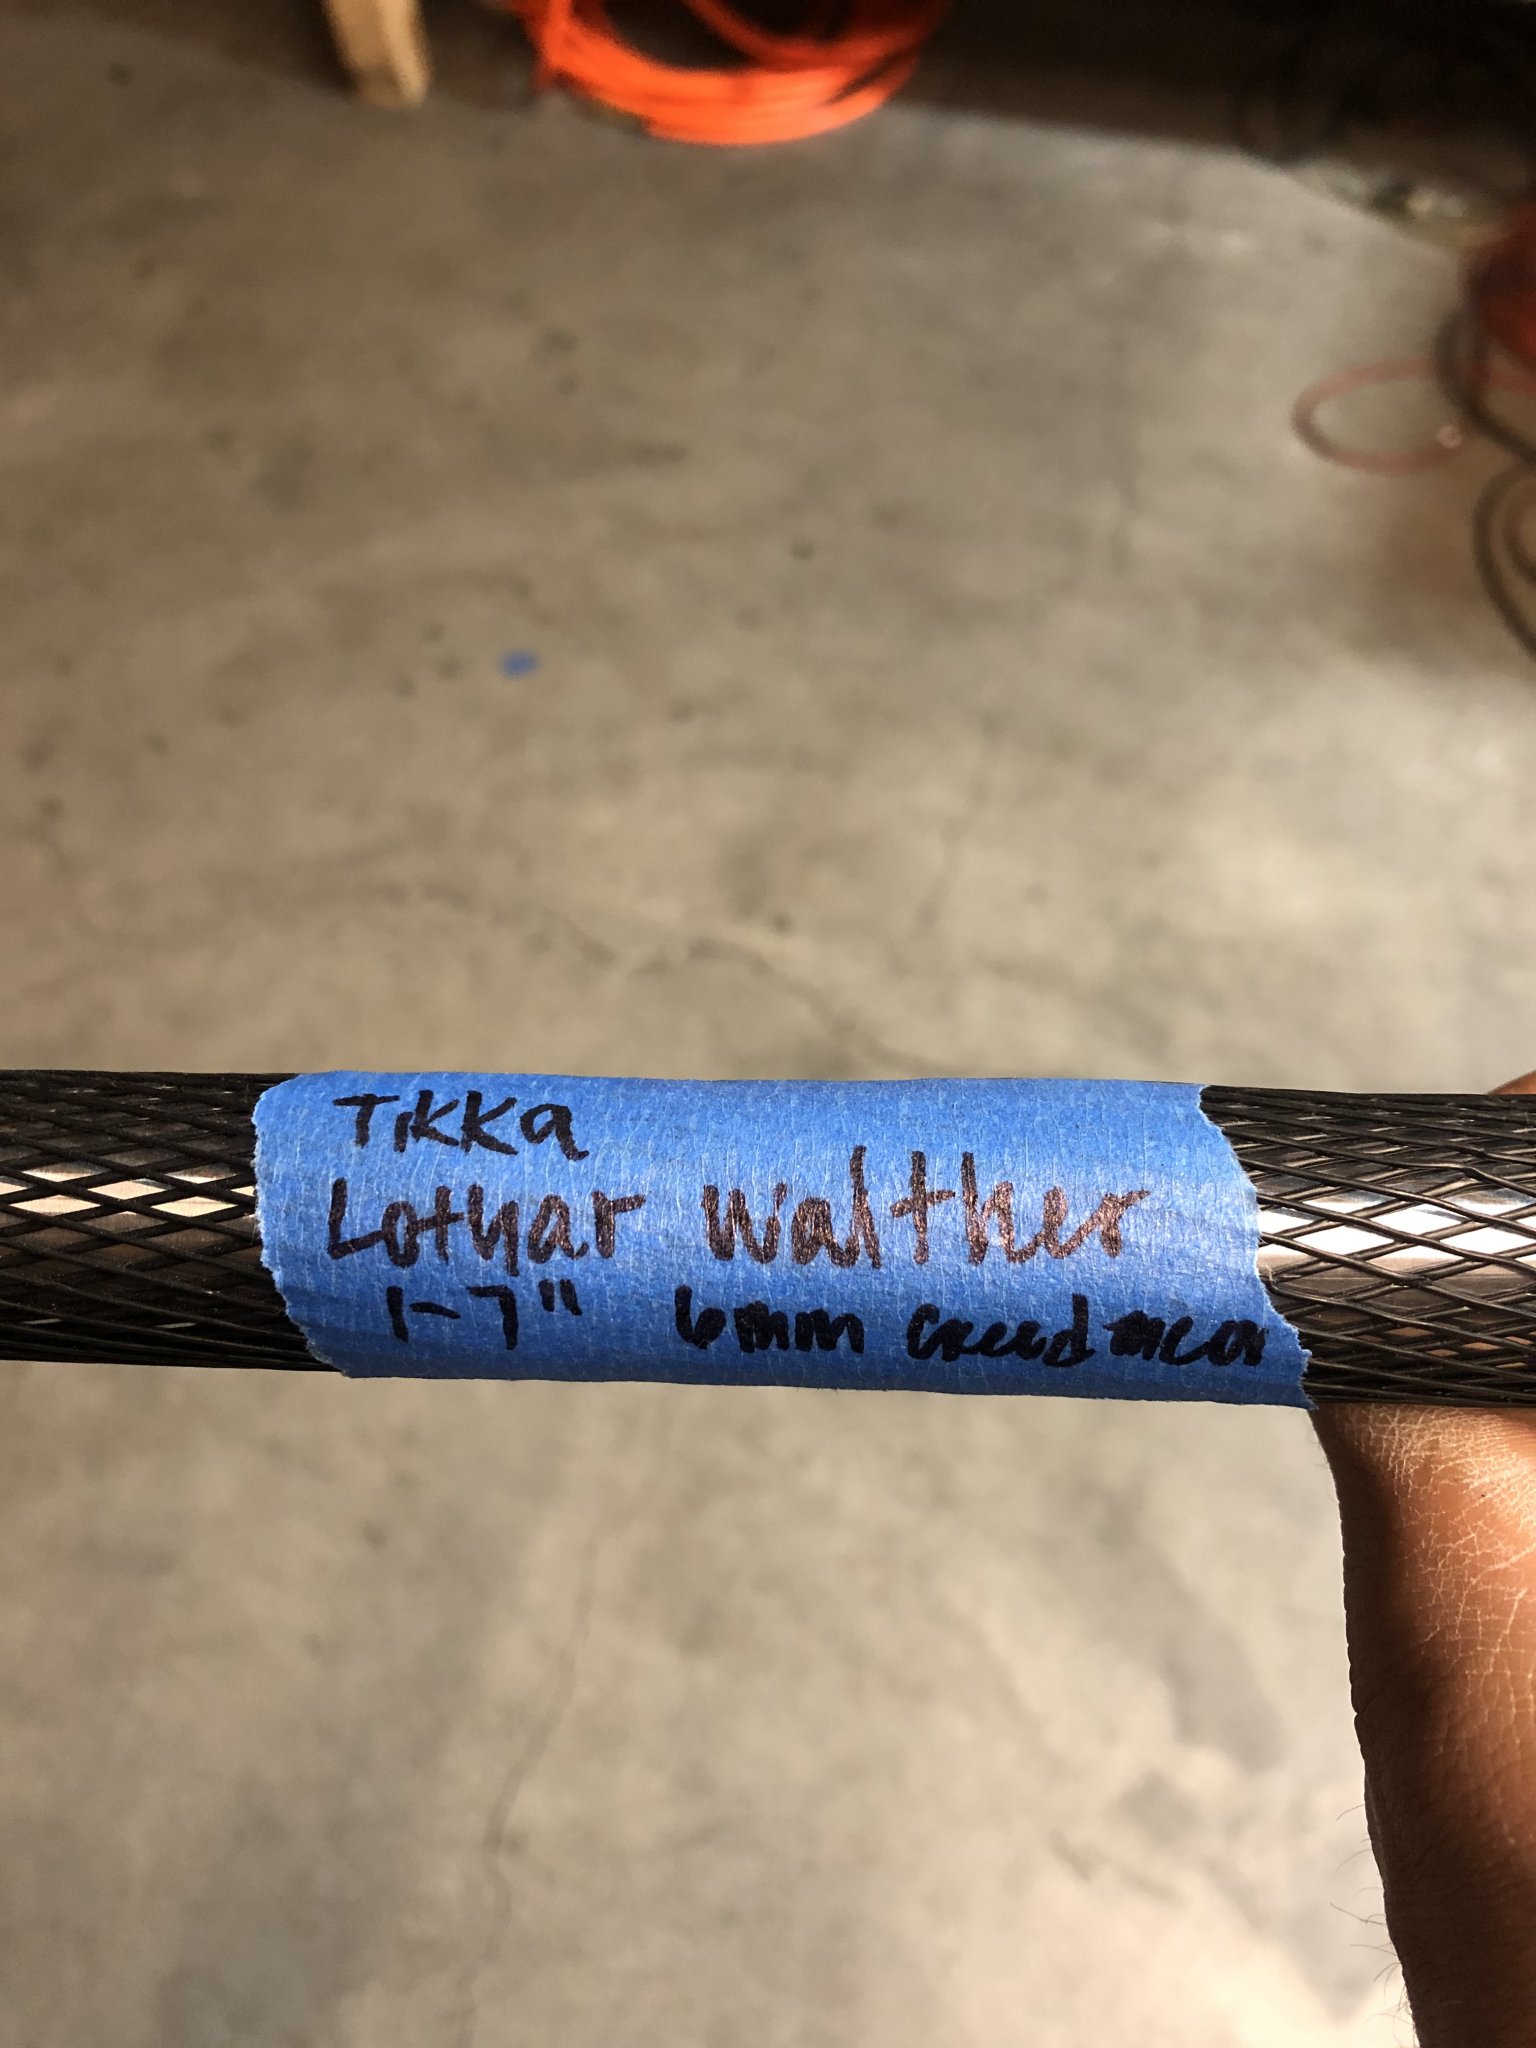 Tikka
Lothar Walther
1-7" 6mm Creedmoor